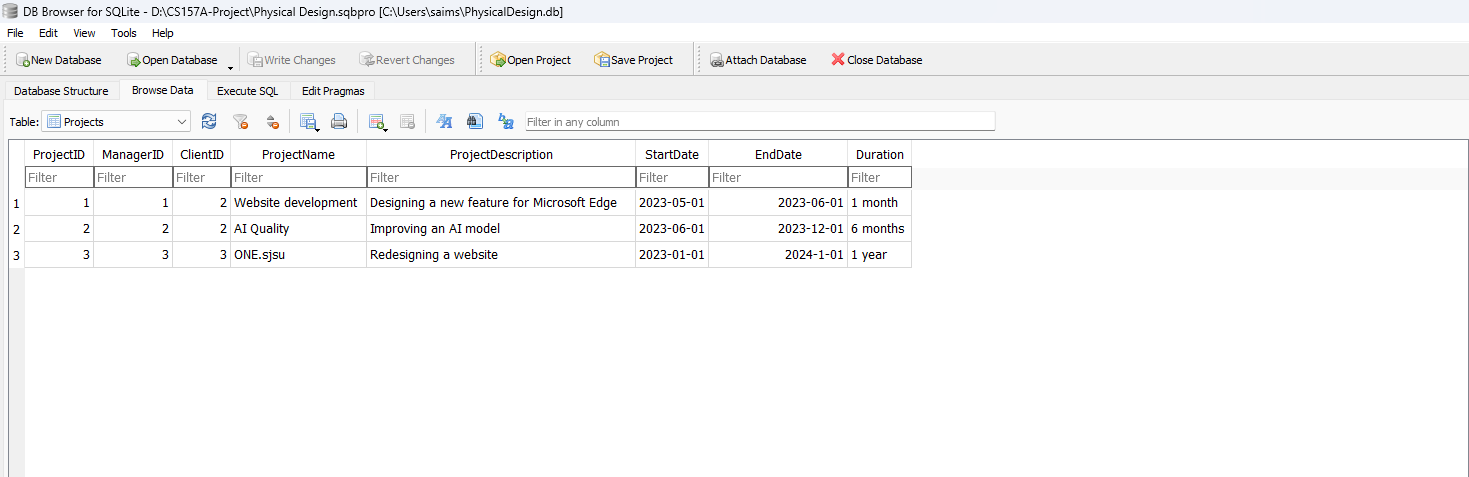 DB Browser for SQLite - D:\CS157A-Project\Physical Design.sqbpro [C:\Users\saims\PhysicalDesign.db]
File Edit View Tools Help
New Database Open Database Write Changes Revert Changes Open Project Save Project Attach Database Close Database
Database Structure Browse Data Execute SQL Edit Pragmas
Table: Projects Filter in any column
ProjectID ManagerID ClientID ProjectName ProjectDescription StartDate EndDate Duration
Filter Filter Filter Filter Filter Filter Filter Filter
1 1 1 2 Website development Designing a new feature for Microsoft Edge 2023-05-01 2023-06-01 1 month
2 2 2 2 AI Quality Improving an AI model 2023-06-01 2023-12-01 6 months
3 3 3 3 ONE.sjsu Redesigning a website 2023-01-01 2024-1-01 1 year